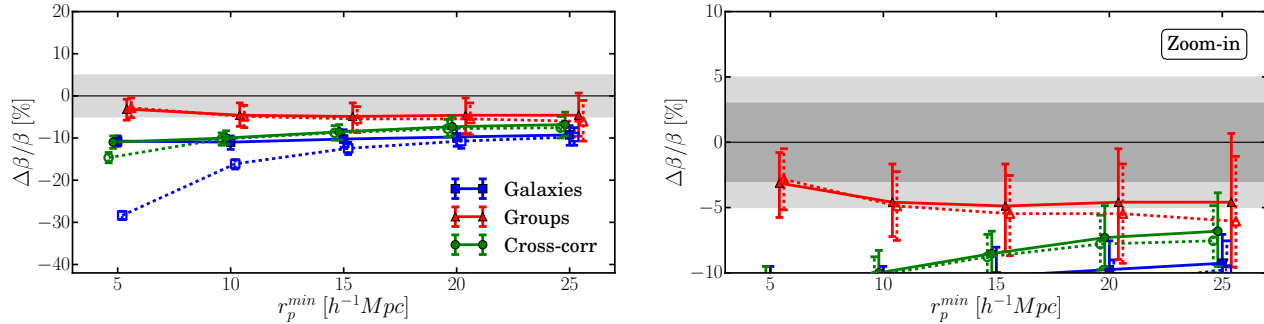 20
10
0
−10
−20
−30
−40
Δβ/β [%]
5 10 15 20 25
r_p^{min} [h^{-1}Mpc]
Galaxies
Groups
Cross-corr
10
5
0
−5
−10
Δβ/β [%]
5 10 15 20 25
r_p^{min} [h^{-1}Mpc]
Zoom-in